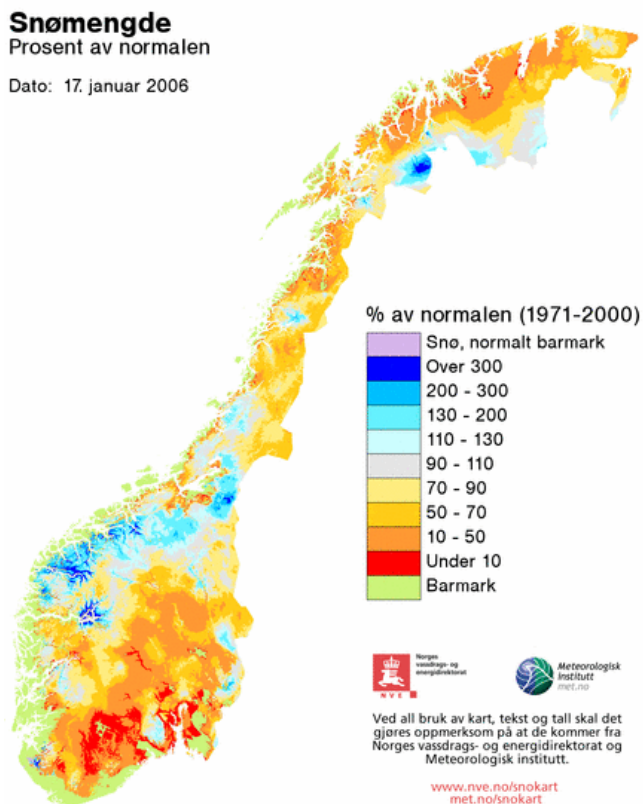 Snømengde
Prosent av normalen
Dato: 17. januar 2006
% av normalen (1971-2000)
Snø, normalt barmark
Over 300
200 - 300
130 - 200
110 - 130
90 - 110
70 - 90
50 - 70
10 - 50
Under 10
Barmark
Norges
vassdrags- og
energidirektorat
NVE
Meteorologisk
Institutt
met.no
Ved all bruk av kart, tekst og tall skal det
gjøres oppmerksom på at de kommer fra
Norges vassdrags- og energidirektorat og
Meteorologisk institutt.
www.nve.no/snokart
met.no/snokart